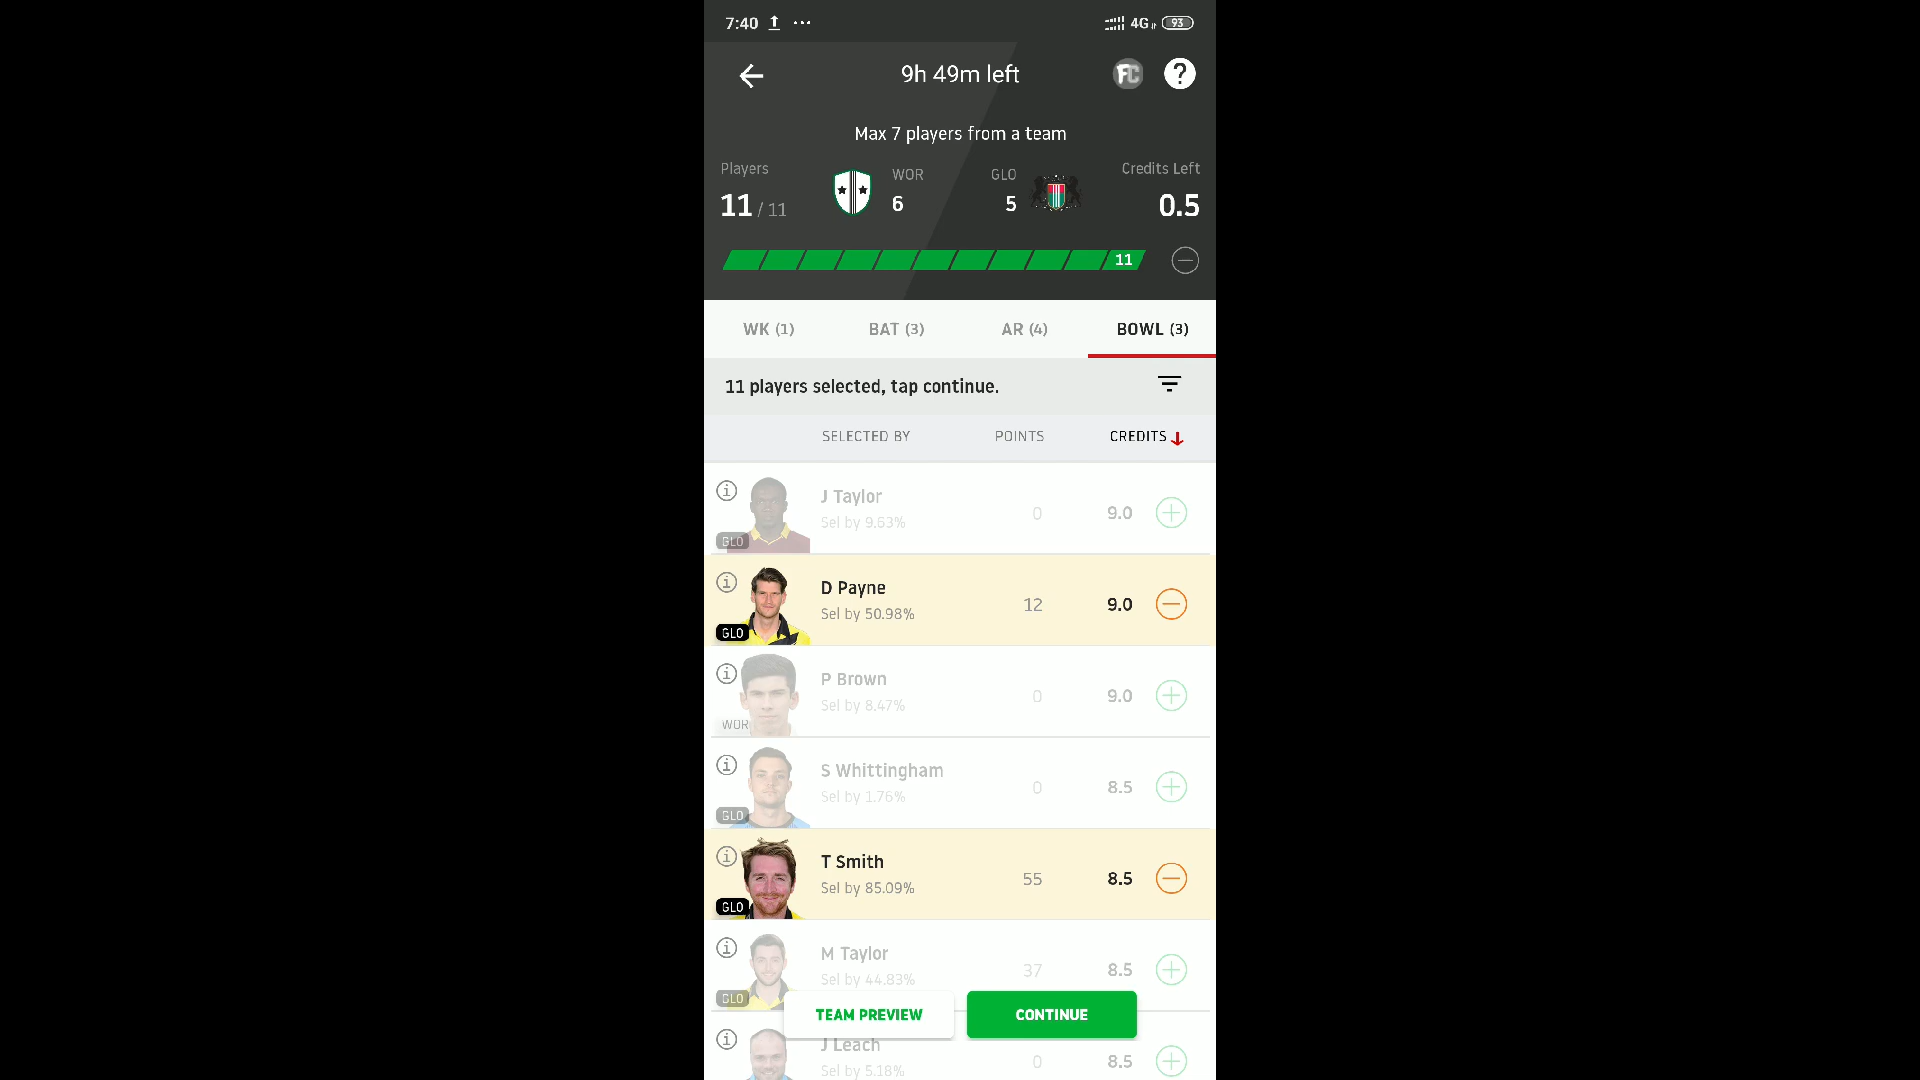 7:40 ... 4G 93
9h 49m left FC ?
Max 7 players from a team
Players WOR GLO Credits Left
11 / 11 6 5 0.5
11
WK (1) BAT (3) AR (4) BOWL (3)
11 players selected, tap continue.
SELECTED BY POINTS CREDITS
J Taylor
Sel by 9.63% 0 9.0
GLO
D Payne
Sel by 50.98% 12 9.0
GLO
P Brown
Sel by 8.47% 0 9.0
WOR
S Whittingham
Sel by 1.76% 0 8.5
GLO
T Smith
Sel by 85.09% 55 8.5
GLO
M Taylor
Sel by 44.83% 37 8.5
GLO
TEAM PREVIEW CONTINUE
J Leach
Sel by 5.18% 0 8.5